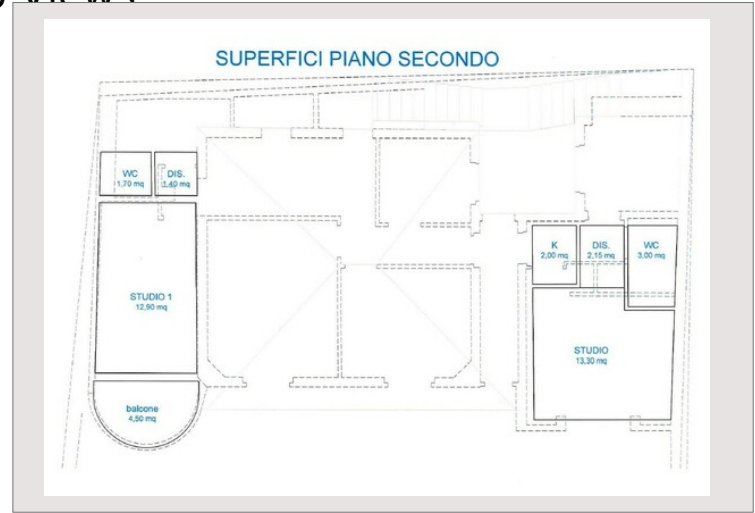 SUPERFICI PIANO SECONDO
WC
1,70 mq
DIS.
1,40 mq
STUDIO 1
12,90 mq
balcone
4,50 mq
K
2,00 mq
DIS.
2,15 mq
WC
3,00 mq
STUDIO
13,30 mq